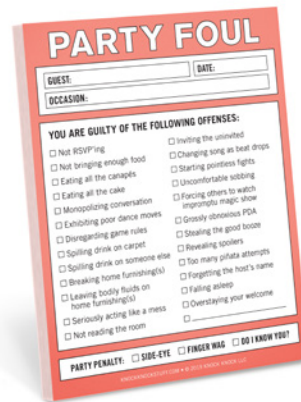 PARTY FOUL
GUEST:
DATE:
OCCASION:
YOU ARE GUILTY OF THE FOLLOWING OFFENSES:
☐ Not RSVP'ing
☐ Not bringing enough food
☐ Eating all the canapés
☐ Eating all the cake
☐ Monopolizing conversation
☐ Exhibiting poor dance moves
☐ Disregarding game rules
☐ Spilling drink on carpet
☐ Spilling drink on someone else
☐ Breaking home furnishing(s)
☐ Leaving bodily fluids on
home furnishing(s)
☐ Seriously acting like a mess
☐ Not reading the room
☐ Inviting the uninvited
☐ Changing song as beat drops
☐ Starting pointless fights
☐ Uncomfortable sobbing
☐ Forcing others to watch
impromptu magic show
☐ Grossly obnoxious PDA
☐ Stealing the good booze
☐ Revealing spoilers
☐ Too many piñata attempts
☐ Forgetting the host's name
☐ Falling asleep
☐ Overstaying your welcome
☐
PARTY PENALTY: ☐ SIDE-EYE ☐ FINGER WAG ☐ DO I KNOW YOU?